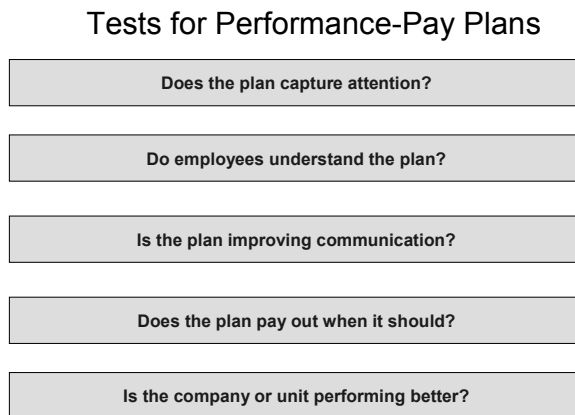 Tests for Performance-Pay Plans
Does the plan capture attention?
Do employees understand the plan?
Is the plan improving communication?
Does the plan pay out when it should?
Is the company or unit performing better?